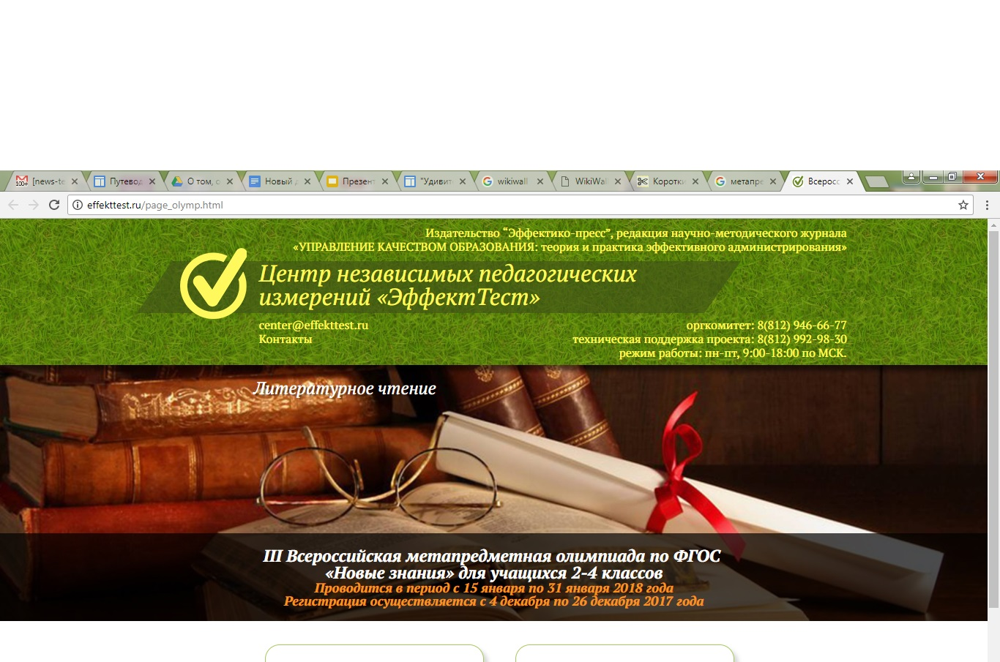 [news-te
Путевод
О том, с
Новый д
Презент
"Удивит
wikiwall
WikiWal
Коротки
метапре
Всеросс
effekttest.ru/page_olymp.html
Издательство “Эффектико-пресс”, редакция научно-методического журнала
«УПРАВЛЕНИЕ КАЧЕСТВОМ ОБРАЗОВАНИЯ: теория и практика эффективного администрирования»
Центр независимых педагогических
измерений «ЭффектТест»
center@effekttest.ru
Контакты
оргкомитет: 8(812) 946-66-77
техническая поддержка проекта: 8(812) 992-98-30
режим работы: пн-пт, 9:00-18:00 по МСК.
Литературное чтение
III Всероссийская метапредметная олимпиада по ФГОС
«Новые знания» для учащихся 2-4 классов
Проводится в период с 15 января по 31 января 2018 года
Регистрация осуществляется с 4 декабря по 26 декабря 2017 года